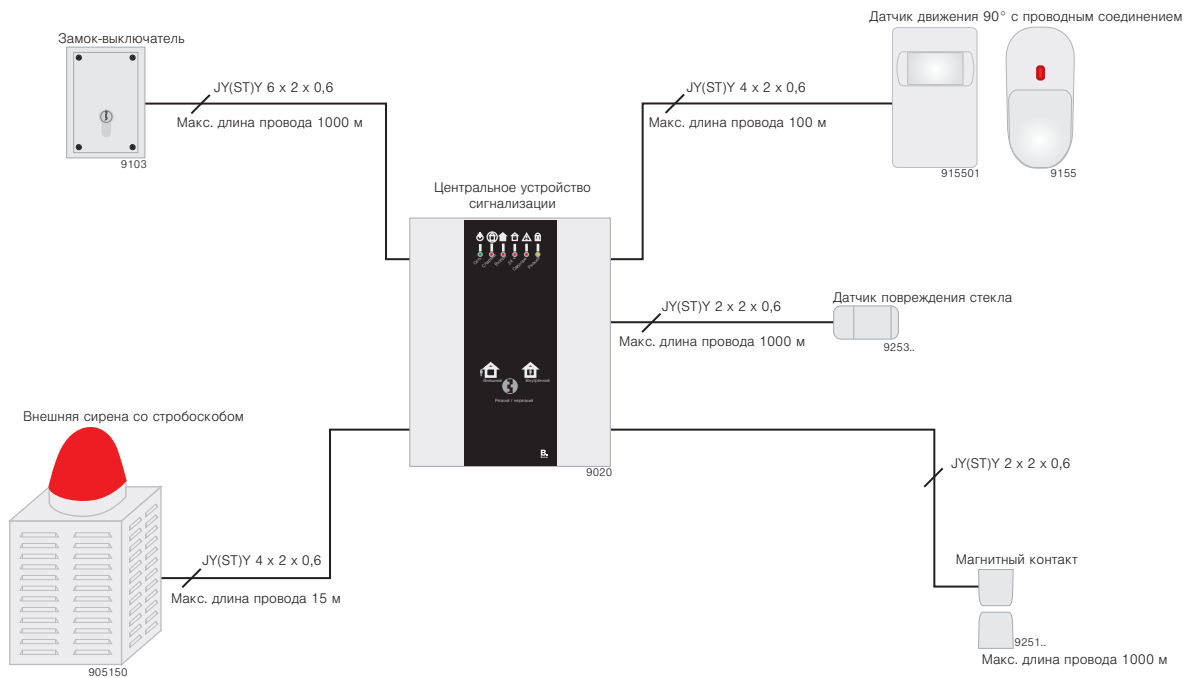 Датчик движения 90° с проводным соединением
Замок-выключатель
JY(ST)Y 6 x 2 x 0,6
Макс. длина провода 1000 м
9103
JY(ST)Y 4 x 2 x 0,6
Макс. длина провода 100 м
915501
9155
Центральное устройство
сигнализации
JY(ST)Y 2 x 2 x 0,6
Макс. длина провода 1000 м
Датчик повреждения стекла
9253..
Внешний
Внутренний
B.
9020
Внешняя сирена со стробоскобом
JY(ST)Y 4 x 2 x 0,6
Макс. длина провода 15 м
905150
JY(ST)Y 2 x 2 x 0,6
Магнитный контакт
9251..
Макс. длина провода 1000 м